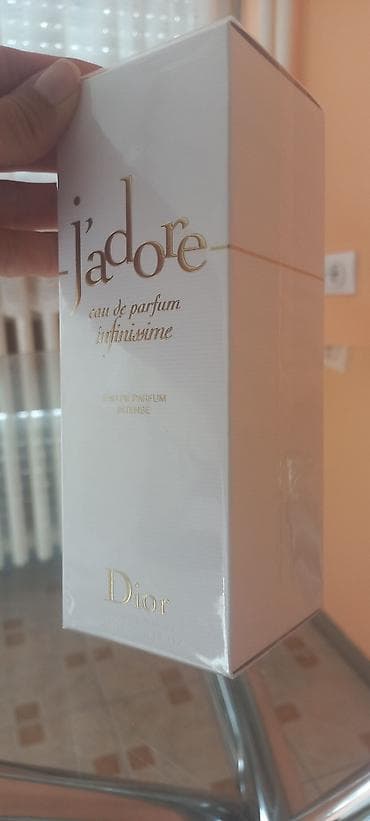 j'adore
eau de parfum
infinissime
EAU DE PARFUM
INTENSE
Dior